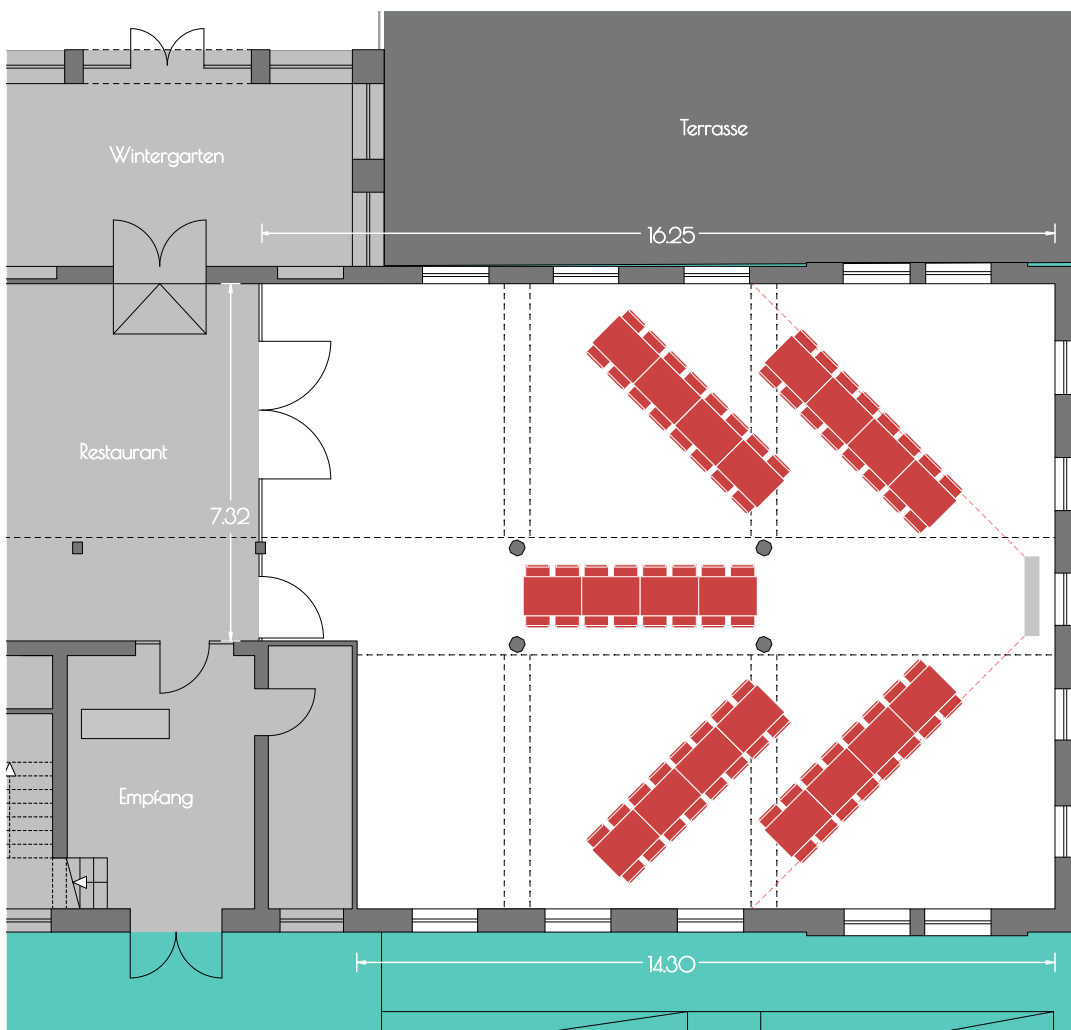 Terrasse
Wintergarten
16.25
Restaurant
7.32
Empfang
14.30